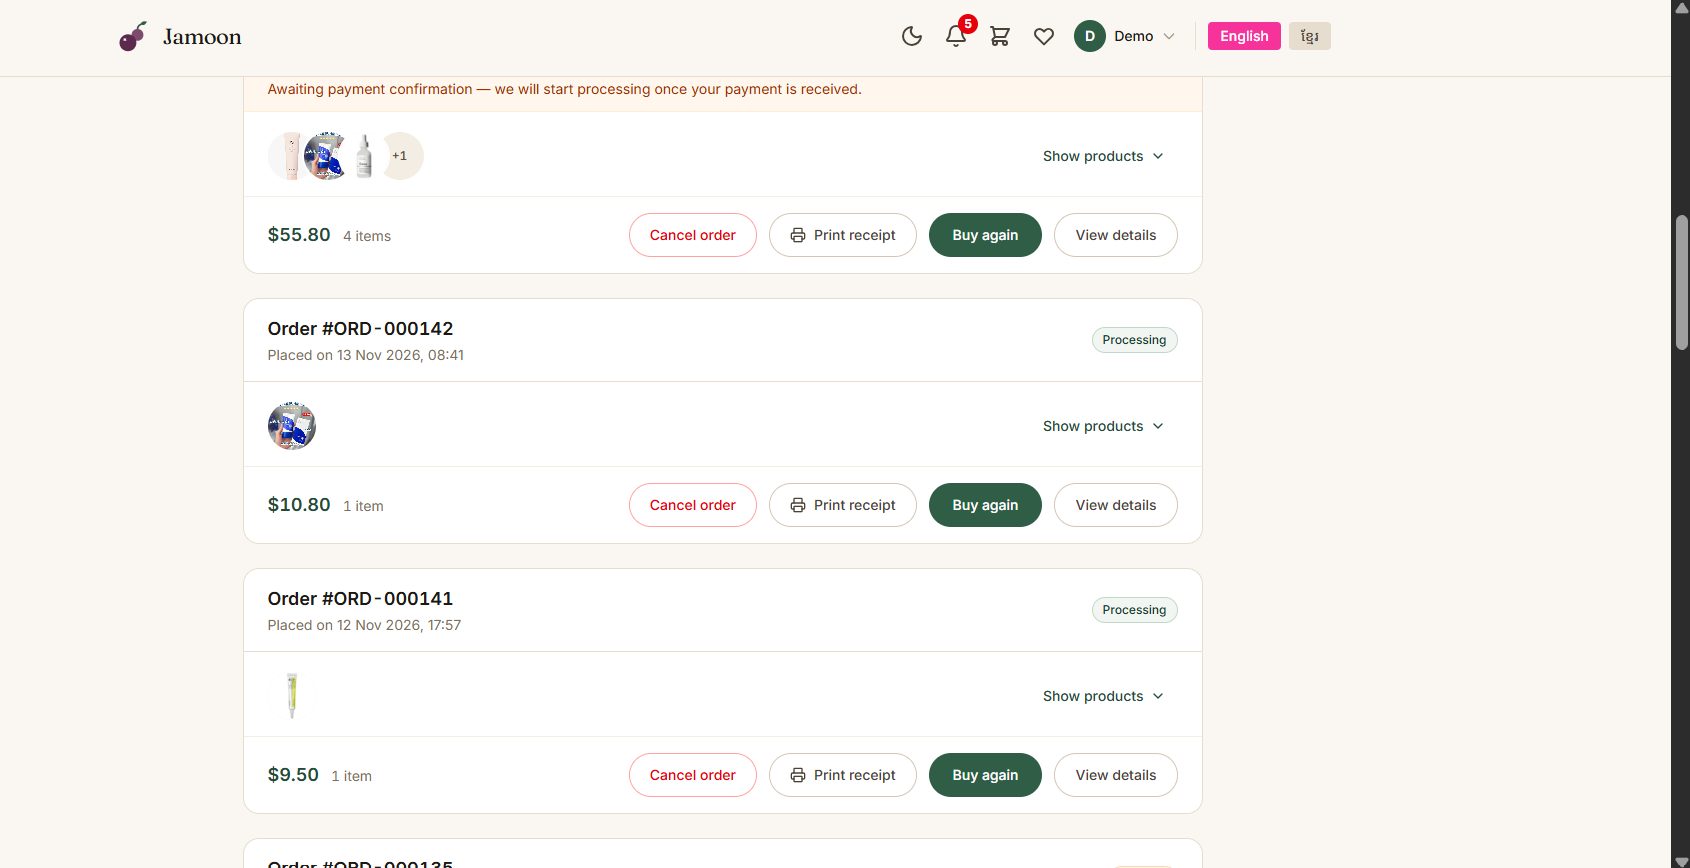 Jamoon
5
D
Demo
English
ខ្មែរ
Awaiting payment confirmation — we will start processing once your payment is received.
+1
Show products
$55.80 4 items
Cancel order
Print receipt
Buy again
View details
Order #ORD-000142
Processing
Placed on 13 Nov 2026, 08:41
Show products
$10.80 1 item
Cancel order
Print receipt
Buy again
View details
Order #ORD-000141
Processing
Placed on 12 Nov 2026, 17:57
Show products
$9.50 1 item
Cancel order
Print receipt
Buy again
View details
Order #ORD-000135